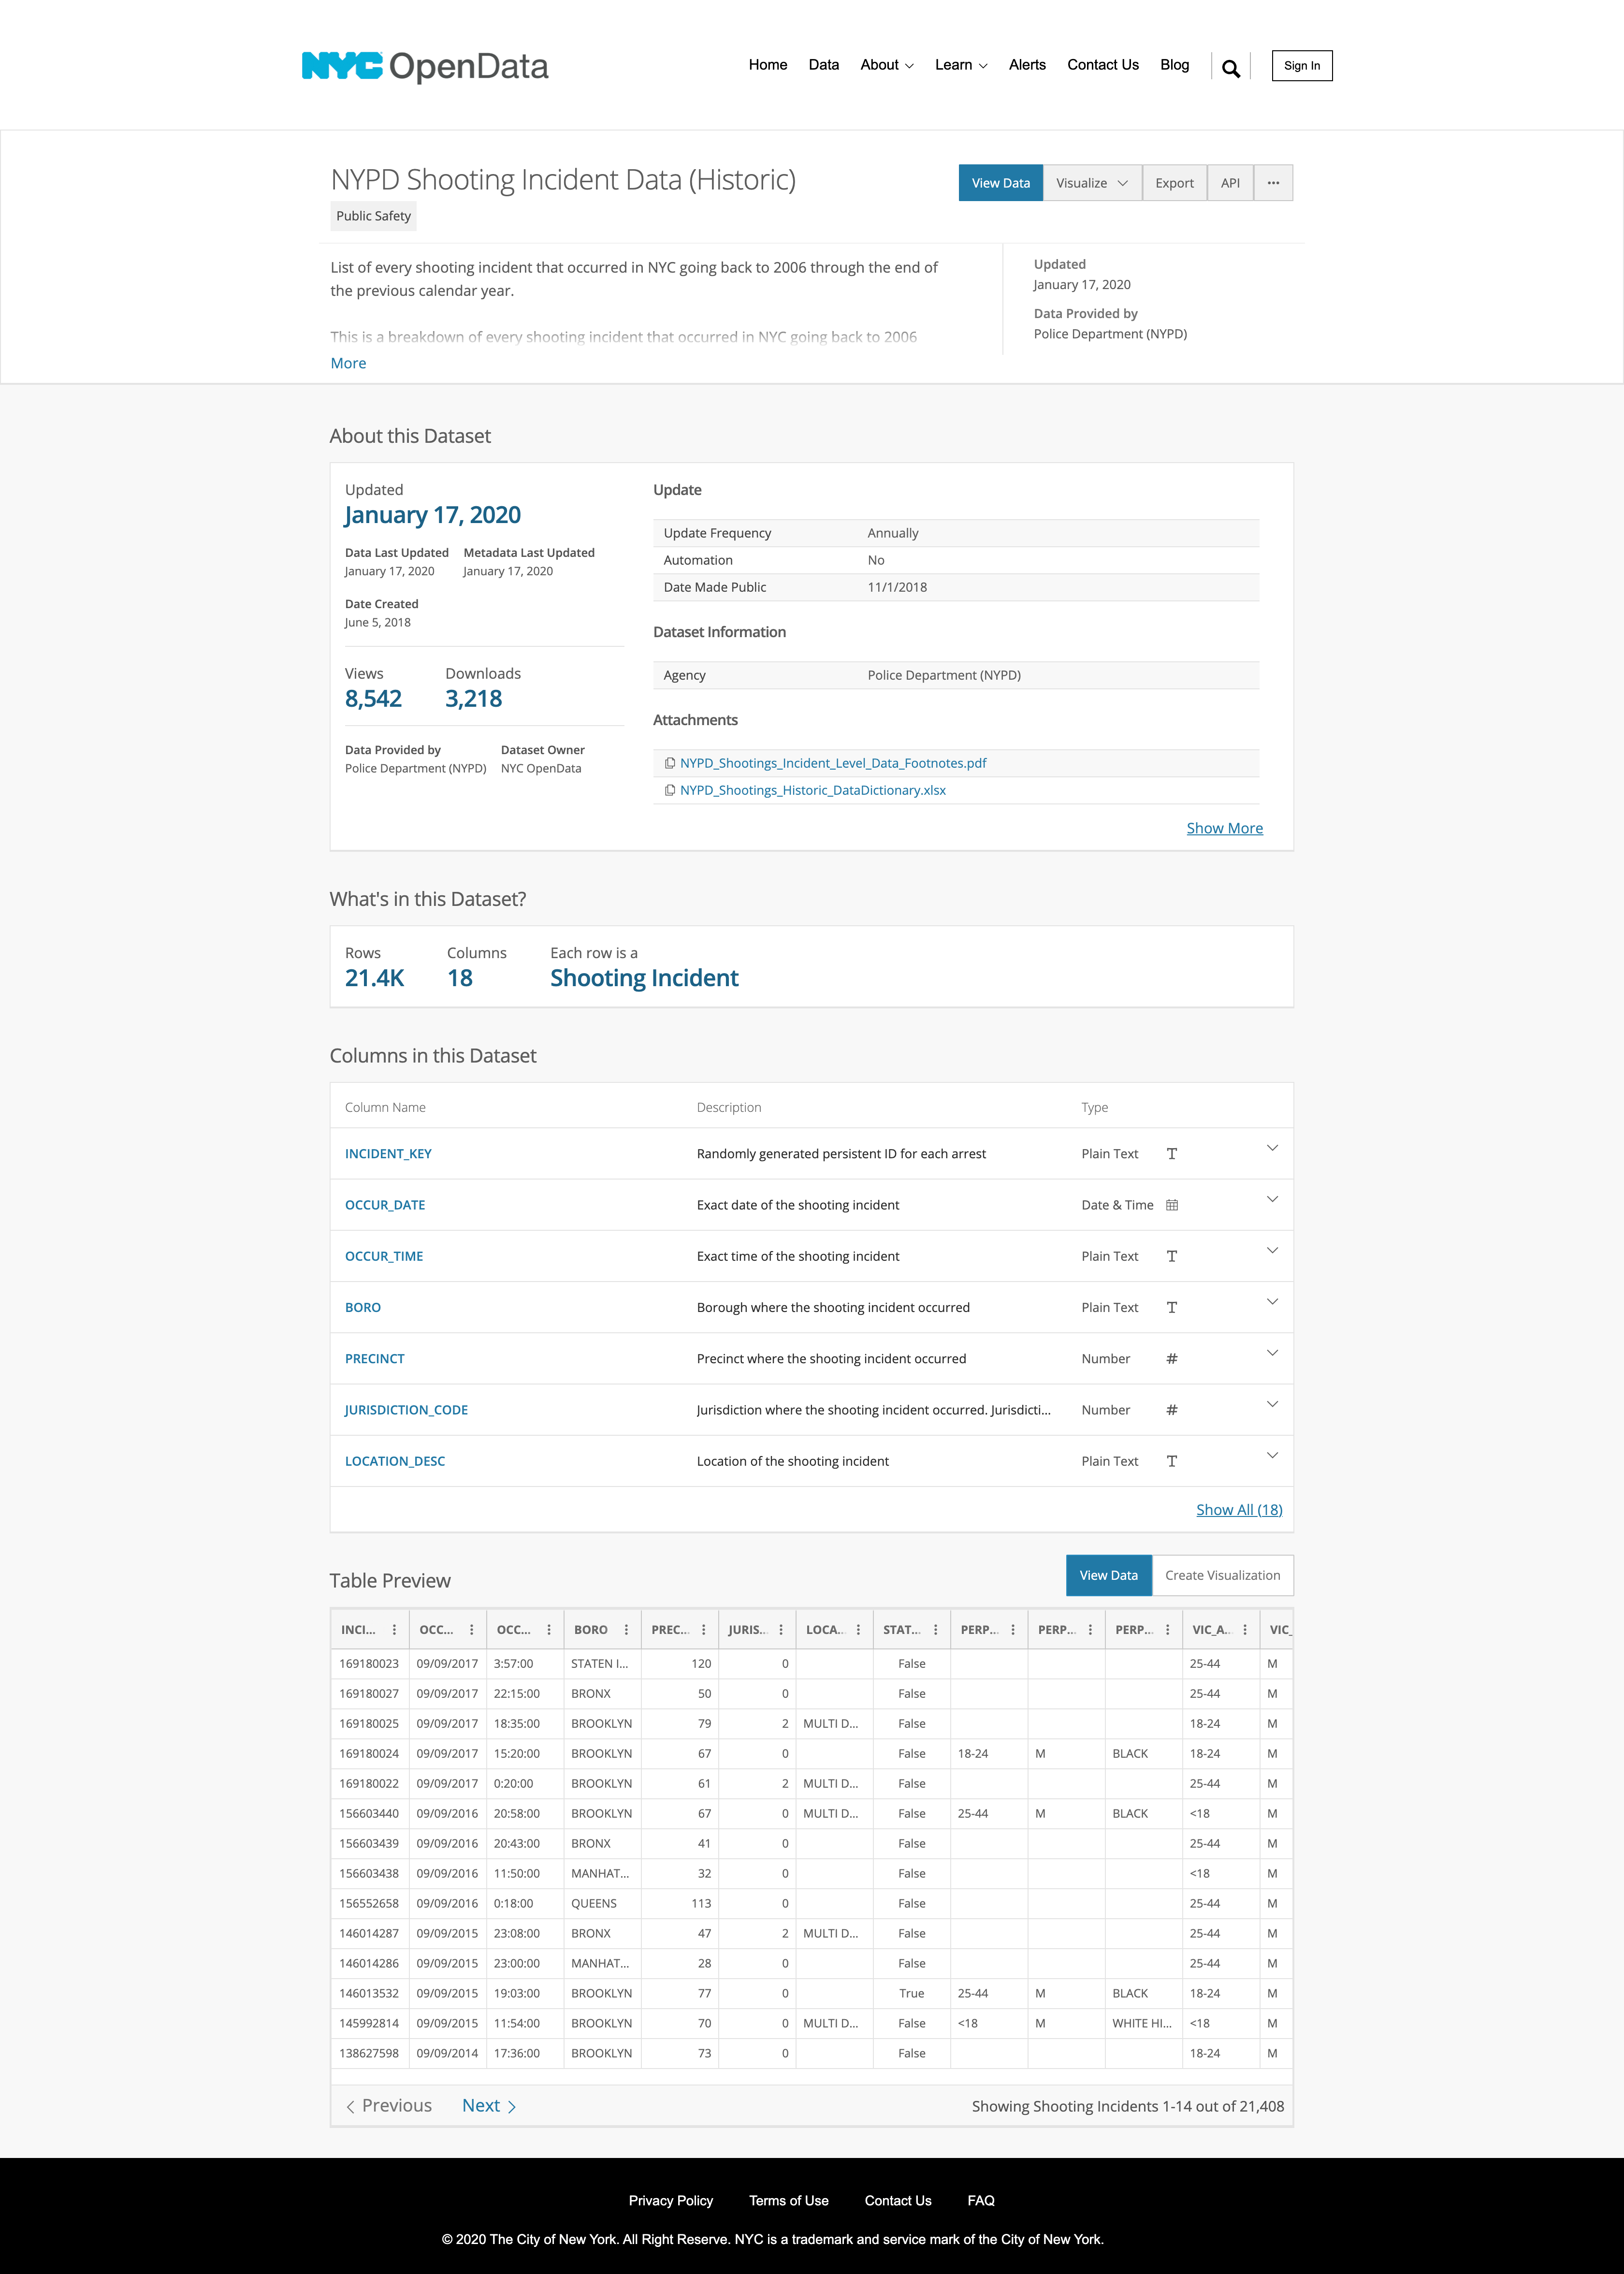 NYC OpenData
Home Data About Learn Alerts Contact Us Blog Sign In
NYPD Shooting Incident Data (Historic)
View Data Visualize Export API ...
Public Safety
List of every shooting incident that occurred in NYC going back to 2006 through the end of
the previous calendar year.
This is a breakdown of every shooting incident that occurred in NYC going back to 2006
More
Updated
January 17, 2020
Data Provided by
Police Department (NYPD)
About this Dataset
Updated
January 17, 2020
Data Last Updated Metadata Last Updated
January 17, 2020 January 17, 2020
Date Created
June 5, 2018
Views Downloads
8,542 3,218
Data Provided by Dataset Owner
Police Department (NYPD) NYC OpenData
Update
Update Frequency Annually
Automation No
Date Made Public 11/1/2018
Dataset Information
Agency Police Department (NYPD)
Attachments
NYPD_Shootings_Incident_Level_Data_Footnotes.pdf
NYPD_Shootings_Historic_DataDictionary.xlsx
Show More
What's in this Dataset?
Rows Columns Each row is a
21.4K 18 Shooting Incident
Columns in this Dataset
Column Name Description Type
INCIDENT_KEY Randomly generated persistent ID for each arrest Plain Text T
OCCUR_DATE Exact date of the shooting incident Date & Time
OCCUR_TIME Exact time of the shooting incident Plain Text T
BORO Borough where the shooting incident occurred Plain Text T
PRECINCT Precinct where the shooting incident occurred Number #
JURISDICTION_CODE Jurisdiction where the shooting incident occurred. Jurisdicti... Number #
LOCATION_DESC Location of the shooting incident Plain Text T
Show All (18)
Table Preview
View Data Create Visualization
INCI... OCC... OCC... BORO PREC... JURIS... LOCA... STAT... PERP... PERP... PERP... VIC_A... VIC_
169180023 09/09/2017 3:57:00 STATEN I... 120 0 False 25-44 M
169180027 09/09/2017 22:15:00 BRONX 50 0 False 25-44 M
169180025 09/09/2017 18:35:00 BROOKLYN 79 2 MULTI D... False 18-24 M
169180024 09/09/2017 15:20:00 BROOKLYN 67 0 False 18-24 M BLACK 18-24 M
169180022 09/09/2017 0:20:00 BROOKLYN 61 2 MULTI D... False 25-44 M
156603440 09/09/2016 20:58:00 BROOKLYN 67 0 MULTI D... False 25-44 M BLACK <18 M
156603439 09/09/2016 20:43:00 BRONX 41 0 False 25-44 M
156603438 09/09/2016 11:50:00 MANHAT... 32 0 False <18 M
156552658 09/09/2016 0:18:00 QUEENS 113 0 False 25-44 M
146014287 09/09/2015 23:08:00 BRONX 47 2 MULTI D... False 25-44 M
146014286 09/09/2015 23:00:00 MANHAT... 28 0 False 25-44 M
146013532 09/09/2015 19:03:00 BROOKLYN 77 0 True 25-44 M BLACK 18-24 M
145992814 09/09/2015 11:54:00 BROOKLYN 70 0 MULTI D... False <18 M WHITE HI... <18 M
138627598 09/09/2014 17:36:00 BROOKLYN 73 0 False 18-24 M
Previous Next Showing Shooting Incidents 1-14 out of 21,408
Privacy Policy Terms of Use Contact Us FAQ
© 2020 The City of New York. All Right Reserve. NYC is a trademark and service mark of the City of New York.